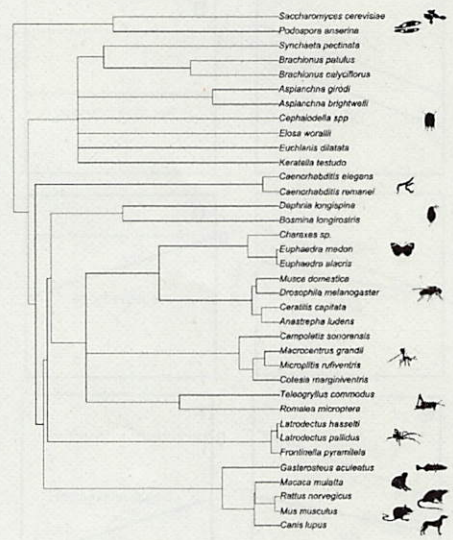 Saccharomyces cerevisiae
Podospora anserina
Synchaeta pectinata
Brachionus patulus
Brachionus calyciflorus
Asplanchna girodi
Asplanchna brightwelli
Cephalodella spp
Elosa worallii
Euchlanis dilatata
Keratella testudo
Caenorhabditis elegans
Caenorhabditis remanei
Daphnia longispina
Bosmina longirostris
Charaxes sp.
Euphaedra medon
Euphaedra alacris
Musca domestica
Drosophila melanogaster
Ceratitis capitata
Anastrepha ludens
Campoletis sonorensis
Macrocentrus grandii
Microplitis rufiventris
Cotesia marginiventris
Teleogryllus commodus
Romalea microptera
Latrodectus hasselti
Latrodectus pallidus
Frontinella pyramitela
Gasterosteus aculeatus
Macaca mulatta
Rattus norvegicus
Mus musculus
Canis lupus